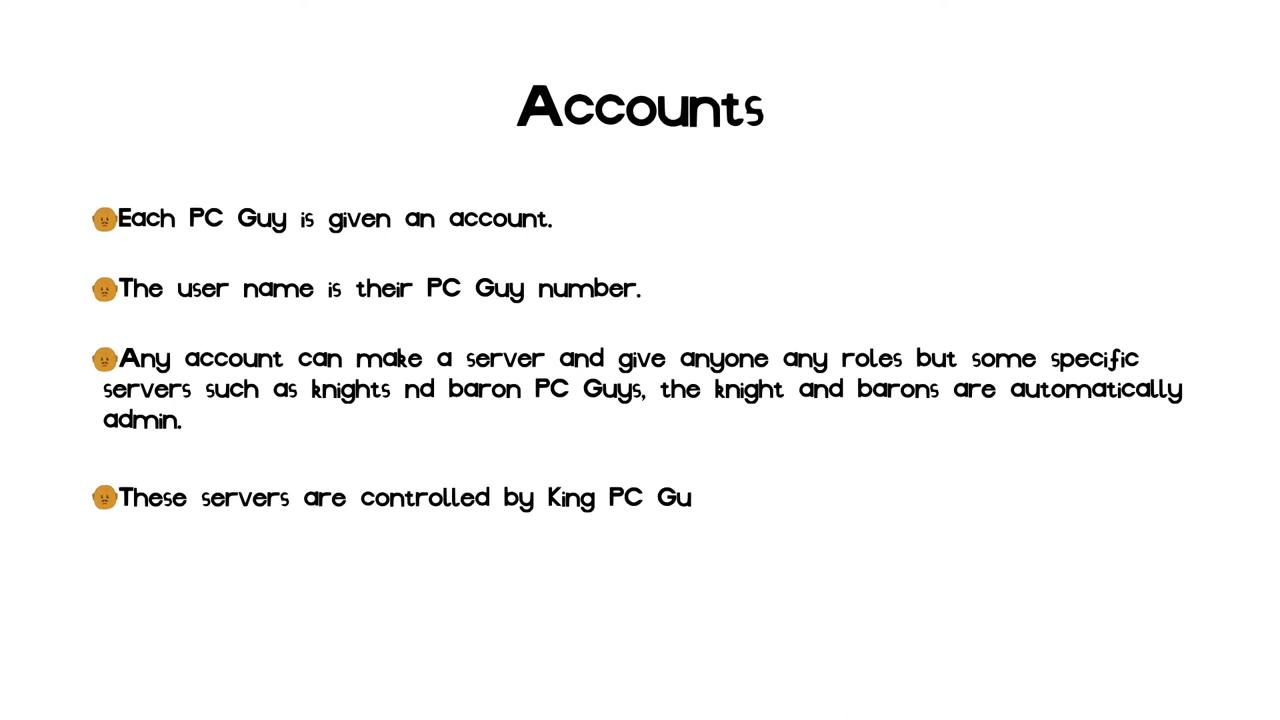 Accounts
Each PC Guy is given an account.
The user name is their PC Guy number.
Any account can make a server and give anyone any roles but some specific
servers such as knights nd baron PC Guys, the knight and barons are automatically
admin.
These servers are controlled by King PC Gu